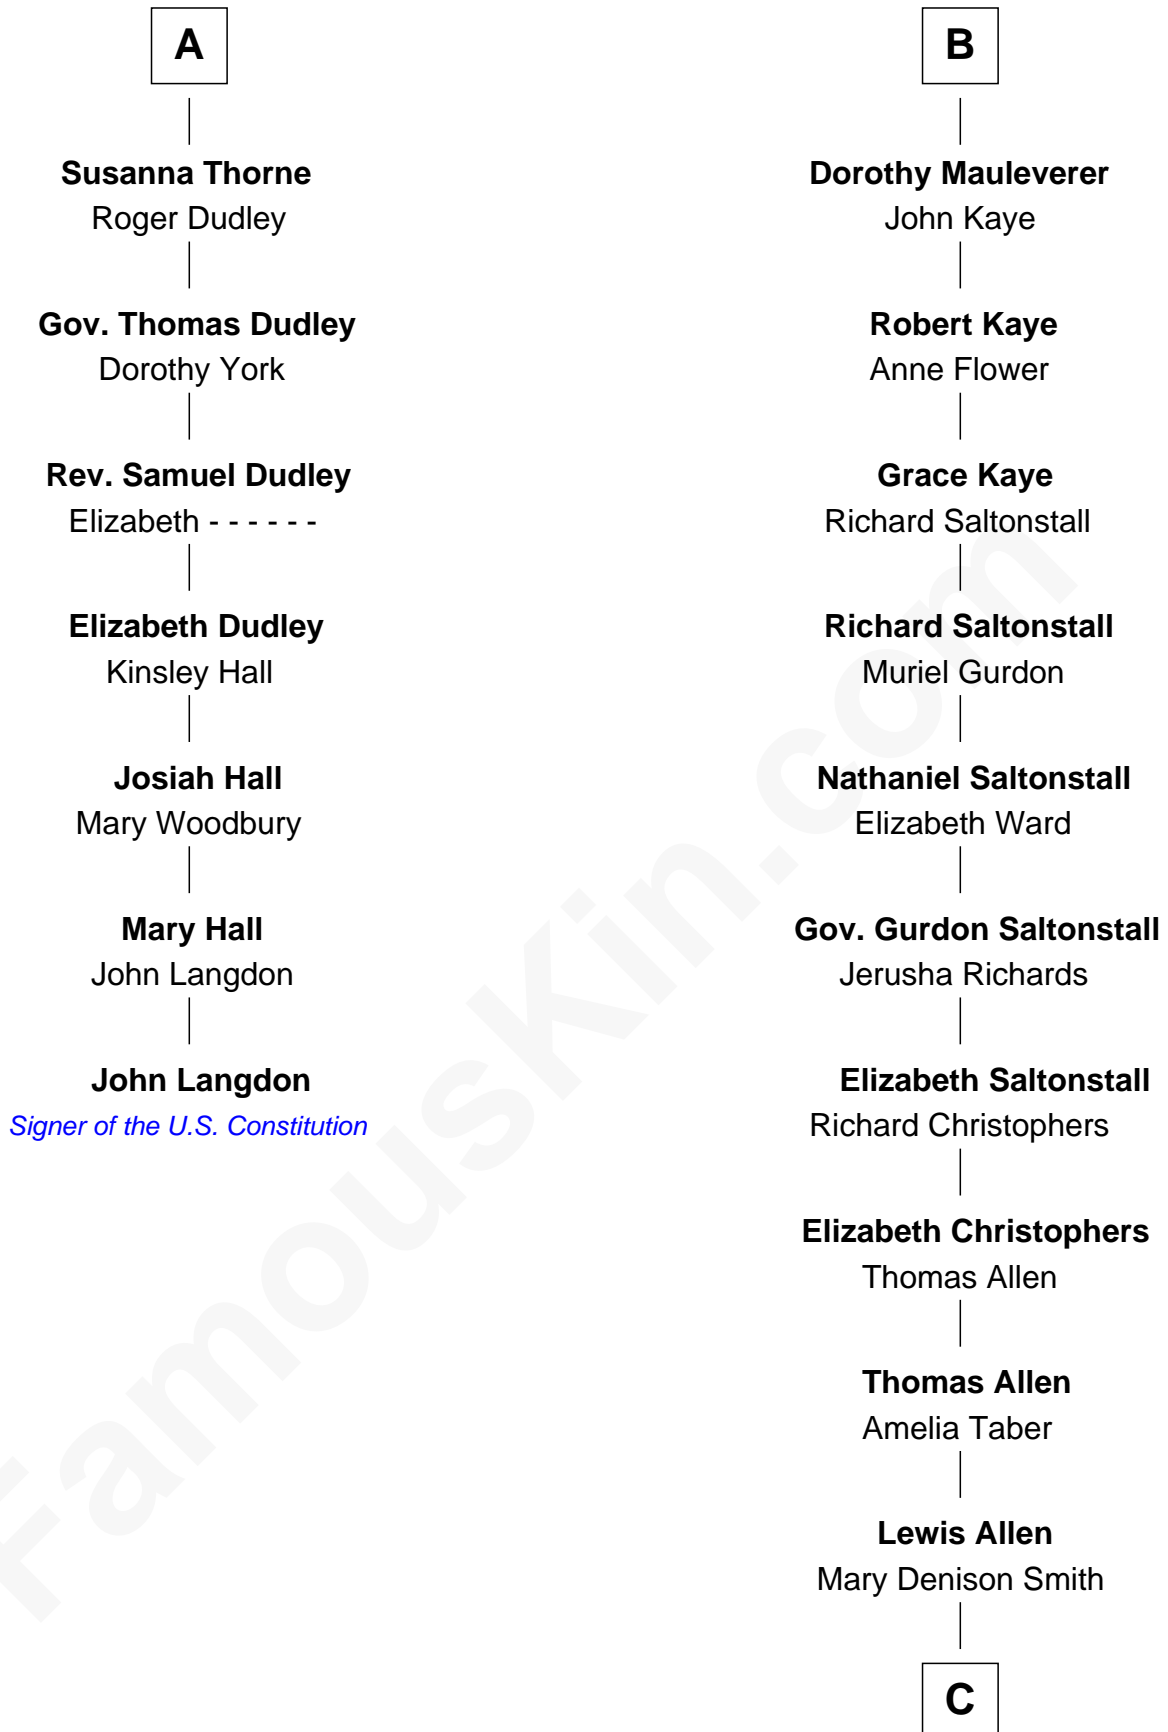 A
Susanna Thorne
Roger Dudley
Gov. Thomas Dudley
Dorothy York
Rev. Samuel Dudley
Elizabeth - - - - - -
Elizabeth Dudley
Kinsley Hall
Josiah Hall
Mary Woodbury
Mary Hall
John Langdon
John Langdon
Signer of the U.S. Constitution
B
Dorothy Mauleverer
John Kaye
Robert Kaye
Anne Flower
Grace Kaye
Richard Saltonstall
Richard Saltonstall
Muriel Gurdon
Nathaniel Saltonstall
Elizabeth Ward
Gov. Gurdon Saltonstall
Jerusha Richards
Elizabeth Saltonstall
Richard Christophers
Elizabeth Christophers
Thomas Allen
Thomas Allen
Amelia Taber
Lewis Allen
Mary Denison Smith
C
FamousKin.com